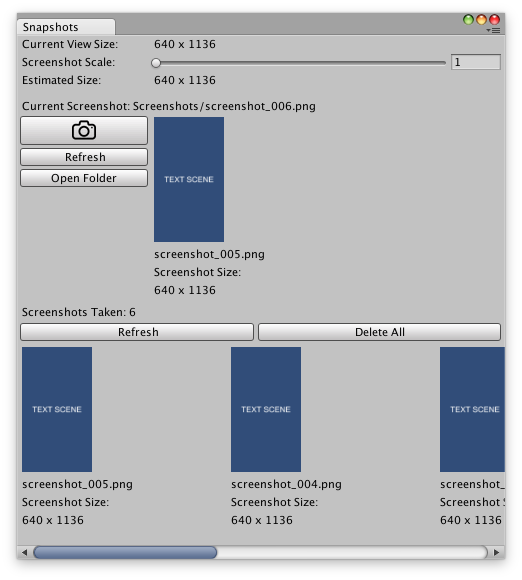 Snapshots
Current View Size: 640 x 1136
Screenshot Scale: 1
Estimated Size: 640 x 1136
Current Screenshot: Screenshots/screenshot_006.png
Refresh
Open Folder
TEXT SCENE
screenshot_005.png
Screenshot Size:
640 x 1136
Screenshots Taken: 6
Refresh Delete All
TEXT SCENE TEXT SCENE TEXT SCENE
screenshot_005.png screenshot_004.png screenshot_
Screenshot Size: Screenshot Size: Screenshot
640 x 1136 640 x 1136 640 x 1136